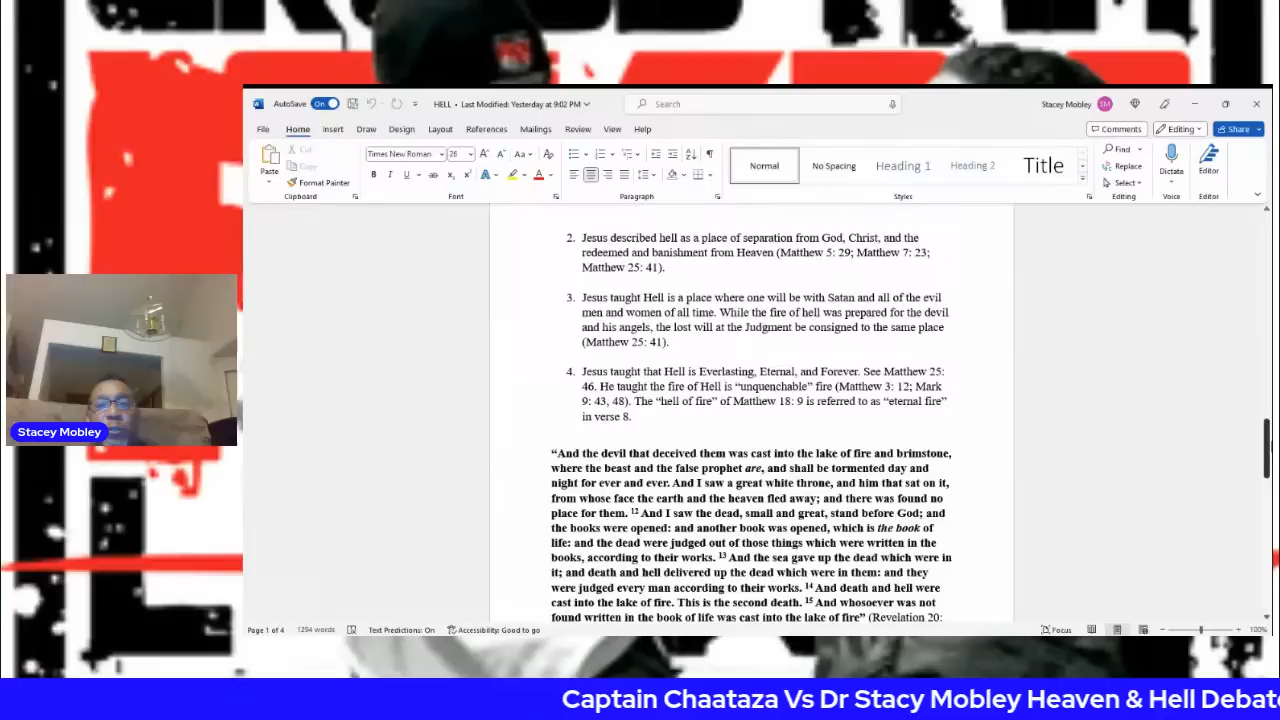 AutoSave On HELL • Last Modified: Yesterday at 9:02 PM Search Stacey Mobley SM
File Home Insert Draw Design Layout References Mailings Review View Help Comments Editing Share
Paste Cut Copy Format Painter Clipboard
Times New Roman 26 Font
Paragraph
Normal No Spacing Heading 1 Heading 2 Title Styles
Find Replace Select Editing
Dictate Voice
Editor Editor
2. Jesus described hell as a place of separation from God, Christ, and the
redeemed and banishment from Heaven (Matthew 5: 29; Matthew 7: 23;
Matthew 25: 41).
3. Jesus taught Hell is a place where one will be with Satan and all of the evil
men and women of all time. While the fire of hell was prepared for the devil
and his angels, the lost will at the Judgment be consigned to the same place
(Matthew 25: 41).
4. Jesus taught that Hell is Everlasting, Eternal, and Forever. See Matthew 25:
46. He taught the fire of Hell is “unquenchable” fire (Matthew 3: 12; Mark
9: 43, 48). The “hell of fire” of Matthew 18: 9 is referred to as “eternal fire”
in verse 8.
“And the devil that deceived them was cast into the lake of fire and brimstone,
where the beast and the false prophet are, and shall be tormented day and
night for ever and ever. And I saw a great white throne, and him that sat on it,
from whose face the earth and the heaven fled away; and there was found no
place for them. 12 And I saw the dead, small and great, stand before God; and
the books were opened: and another book was opened, which is the book of
life: and the dead were judged out of those things which were written in the
books, according to their works. 13 And the sea gave up the dead which were in
it; and death and hell delivered up the dead which were in them: and they
were judged every man according to their works. 14 And death and hell were
cast into the lake of fire. This is the second death. 15 And whosoever was not
found written in the book of life was cast into the lake of fire” (Revelation 20:
Page 1 of 4 1294 words Text Predictions: On Accessibility: Good to go Focus 100%
Stacey Mobley
Captain Chaataza Vs Dr Stacy Mobley Heaven & Hell Debat